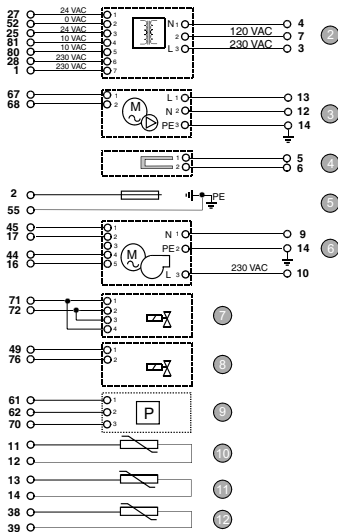 27 24 VAC 1 N 1 4
52 0 VAC 2
25 24 VAC 3 2 120 VAC 7
81 10 VAC 4
80 10 VAC 5 L 3 230 VAC 3
28 230 VAC 6
1 230 VAC 7
2
67 1 L 1 13
68 2 M N 2 12
PE 3 14
3
1 5
2 6
4
2 PE
55
5
45 1 N 1 9
17 2
3 M PE 2 14
44 4
16 5 L 3 230 VAC 10
6
71 1
72 2
3
4
7
49 1
76 2
8
61 1
62 2 P
70 3
9
11
12
10
13
14
11
38
39
12